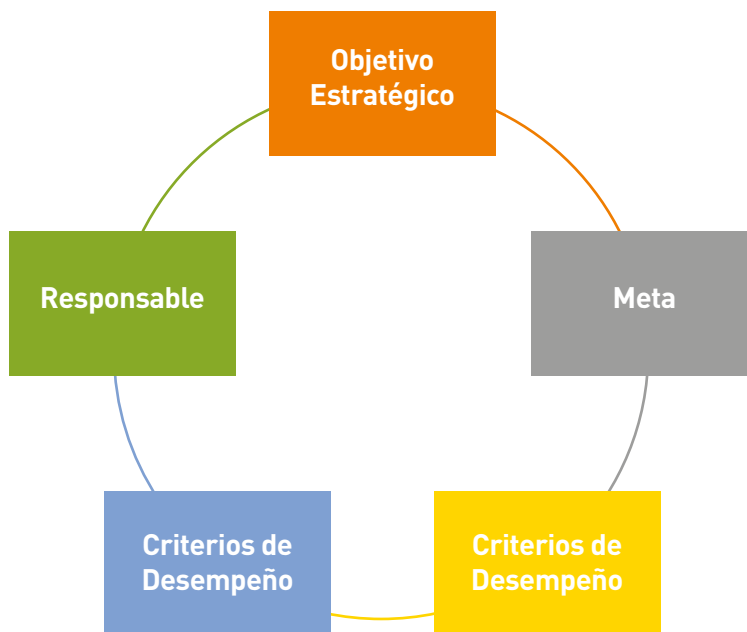 Objetivo
Estratégico
Responsable
Meta
Criterios de
Desempeño
Criterios de
Desempeño